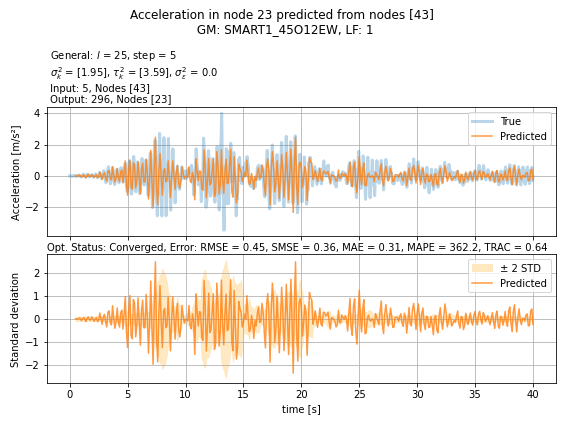 Acceleration in node 23 predicted from nodes [43]
GM: SMART1_45O12EW, LF: 1
General: l = 25, step = 5
σ²ₖ = [1.95], τ²ₖ = [3.59], σ²ε = 0.0
Input: 5, Nodes [43]
Output: 296, Nodes [23]
Acceleration [m/s²]
4
2
0
−2
True
Predicted
Opt. Status: Converged, Error: RMSE = 0.45, SMSE = 0.36, MAE = 0.31, MAPE = 362.2, TRAC = 0.64
Standard deviation
2
1
0
−1
−2
± 2 STD
Predicted
0 5 10 15 20 25 30 35 40
time [s]